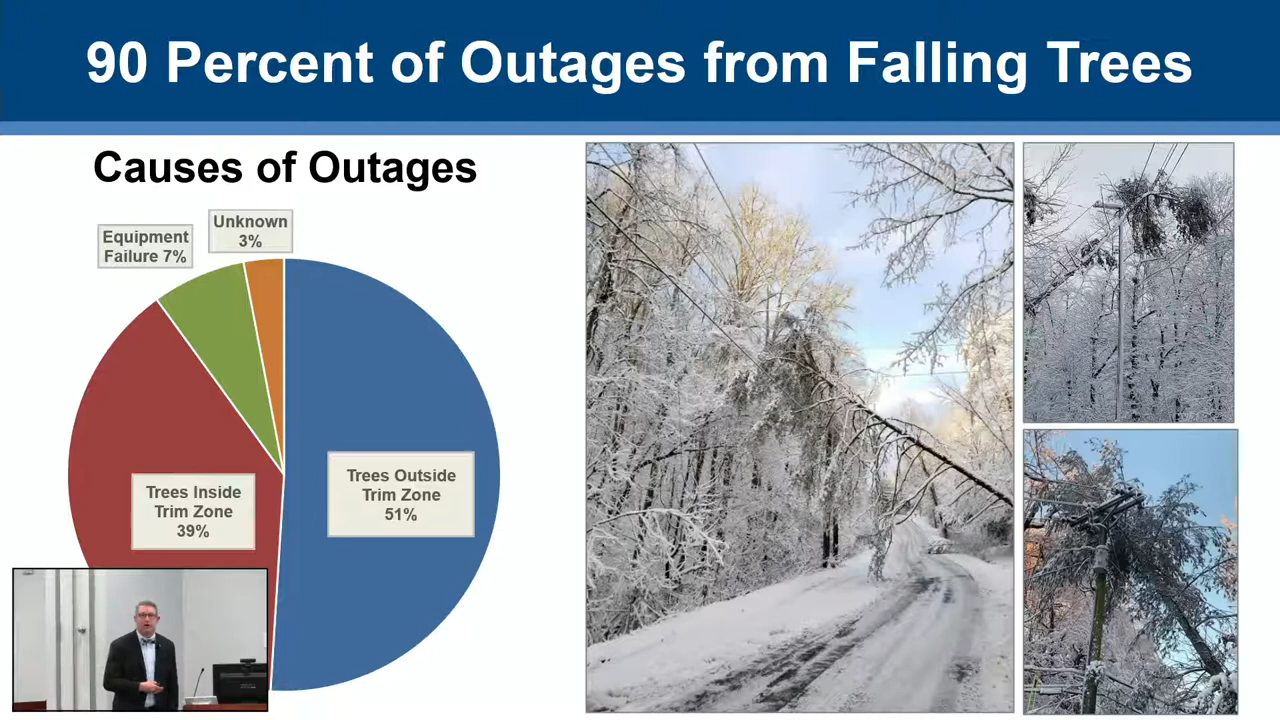 90 Percent of Outages from Falling Trees
Causes of Outages
Unknown
3%
Equipment
Failure 7%
Trees Outside
Trim Zone
51%
Trees Inside
Trim Zone
39%